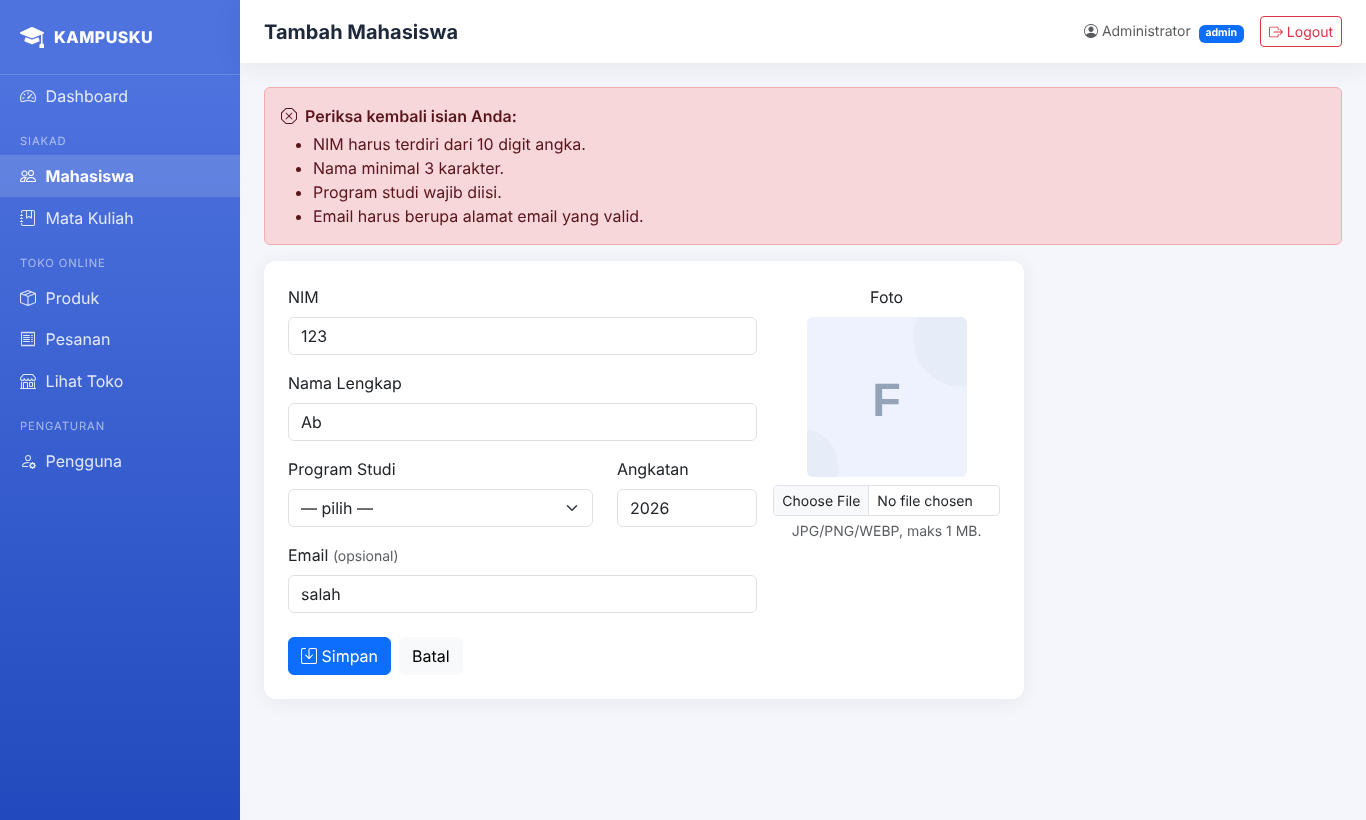 KAMPUSKU
Dashboard
SIAKAD
Mahasiswa
Mata Kuliah
TOKO ONLINE
Produk
Pesanan
Lihat Toko
PENGATURAN
Pengguna
Tambah Mahasiswa
Administrator admin Logout
Periksa kembali isian Anda:
• NIM harus terdiri dari 10 digit angka.
• Nama minimal 3 karakter.
• Program studi wajib diisi.
• Email harus berupa alamat email yang valid.
NIM
123
Nama Lengkap
Ab
Program Studi Angkatan
— pilih — 2026
Email (opsional)
salah
Simpan Batal
Foto
F
Choose File No file chosen
JPG/PNG/WEBP, maks 1 MB.